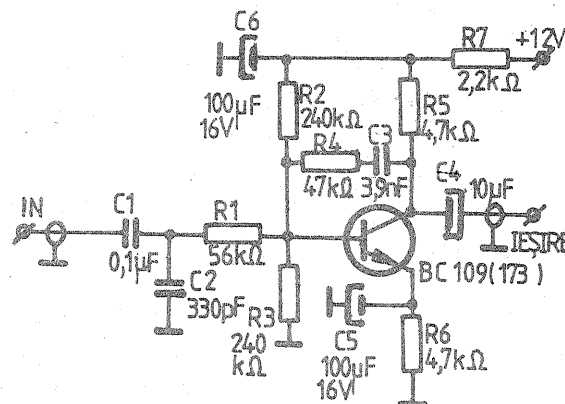 C6
R7
+12V
2,2kΩ
100µF
16V
R2
240kΩ
R5
4,7kΩ
R4
C3
47kΩ
3,9nF
C4
10µF
IN
C1
0,1µF
R1
56kΩ
IEȘIRE
BC 109(173)
C2
330pF
R3
240
kΩ
C5
100µF
16V
R6
4,7kΩ